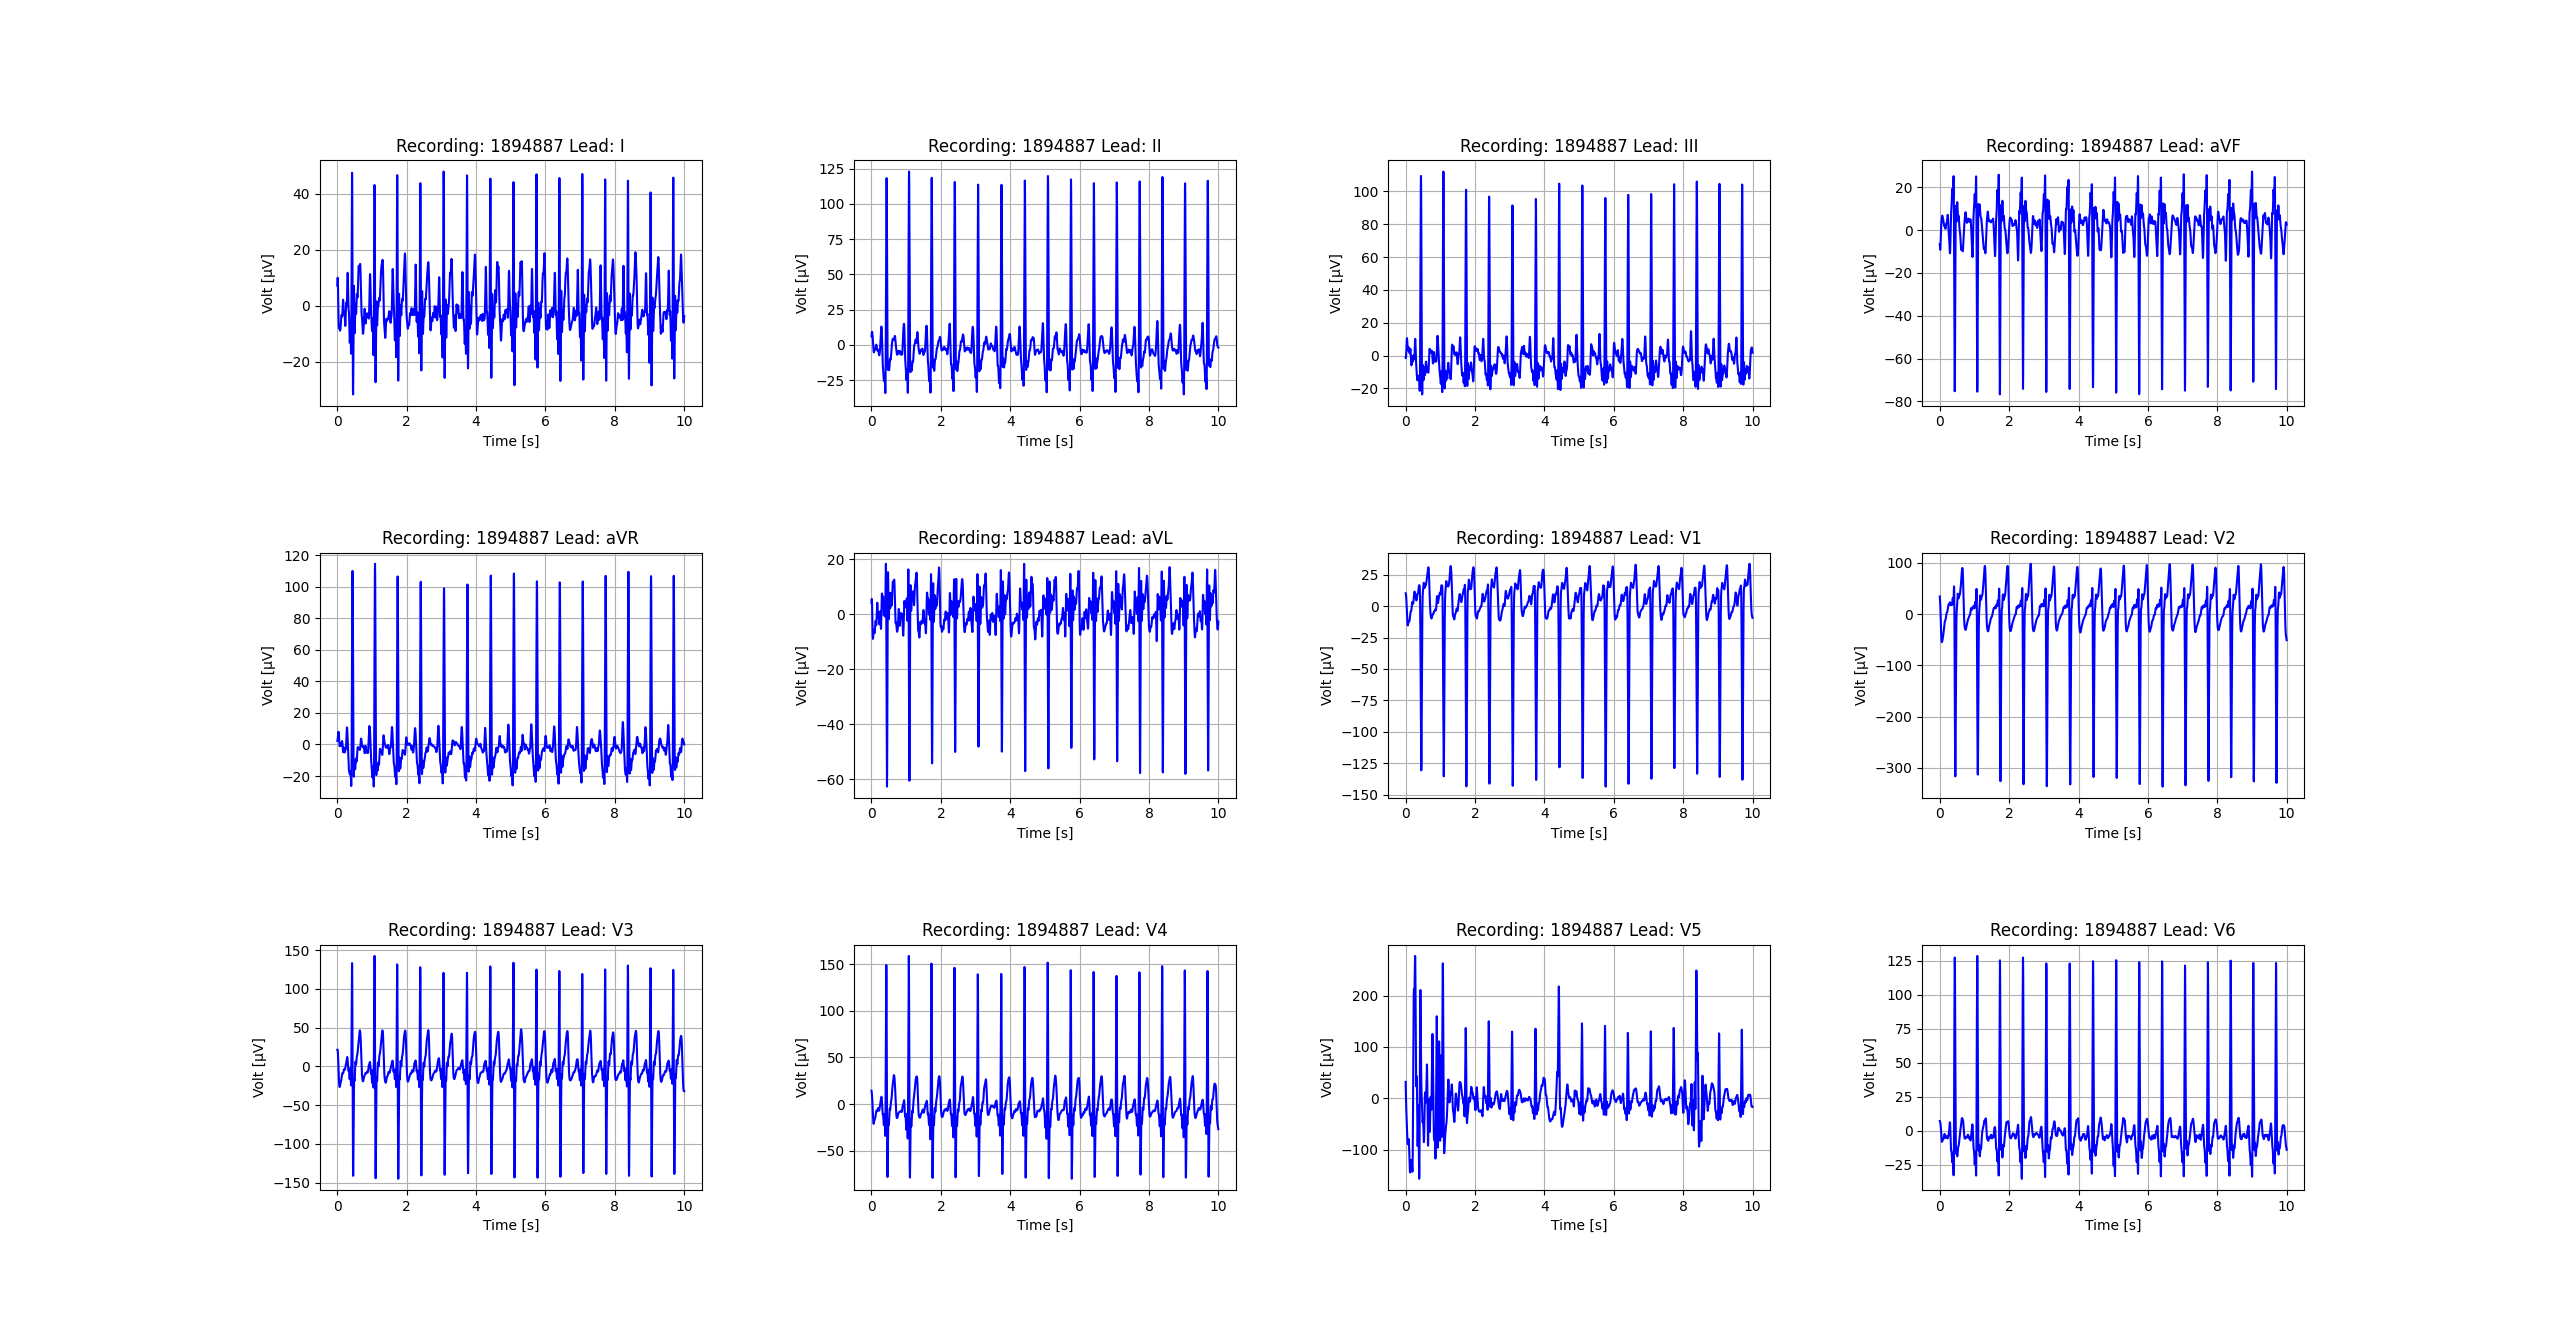 Recording: 1894887 Lead: I
Recording: 1894887 Lead: II
Recording: 1894887 Lead: III
Recording: 1894887 Lead: aVF
Volt [µV]
40
20
0
−20
0 2 4 6 8 10
Time [s]
Volt [µV]
125
100
75
50
25
0
−25
0 2 4 6 8 10
Time [s]
Volt [µV]
100
80
60
40
20
0
−20
0 2 4 6 8 10
Time [s]
Volt [µV]
20
0
−20
−40
−60
−80
0 2 4 6 8 10
Time [s]
Recording: 1894887 Lead: aVR
Recording: 1894887 Lead: aVL
Recording: 1894887 Lead: V1
Recording: 1894887 Lead: V2
Volt [µV]
120
100
80
60
40
20
0
−20
0 2 4 6 8 10
Time [s]
Volt [µV]
20
0
−20
−40
−60
0 2 4 6 8 10
Time [s]
Volt [µV]
25
0
−25
−50
−75
−100
−125
−150
0 2 4 6 8 10
Time [s]
Volt [µV]
100
0
−100
−200
−300
0 2 4 6 8 10
Time [s]
Recording: 1894887 Lead: V3
Recording: 1894887 Lead: V4
Recording: 1894887 Lead: V5
Recording: 1894887 Lead: V6
Volt [µV]
150
100
50
0
−50
−100
−150
0 2 4 6 8 10
Time [s]
Volt [µV]
150
100
50
0
−50
0 2 4 6 8 10
Time [s]
Volt [µV]
200
100
0
−100
0 2 4 6 8 10
Time [s]
Volt [µV]
125
100
75
50
25
0
−25
0 2 4 6 8 10
Time [s]